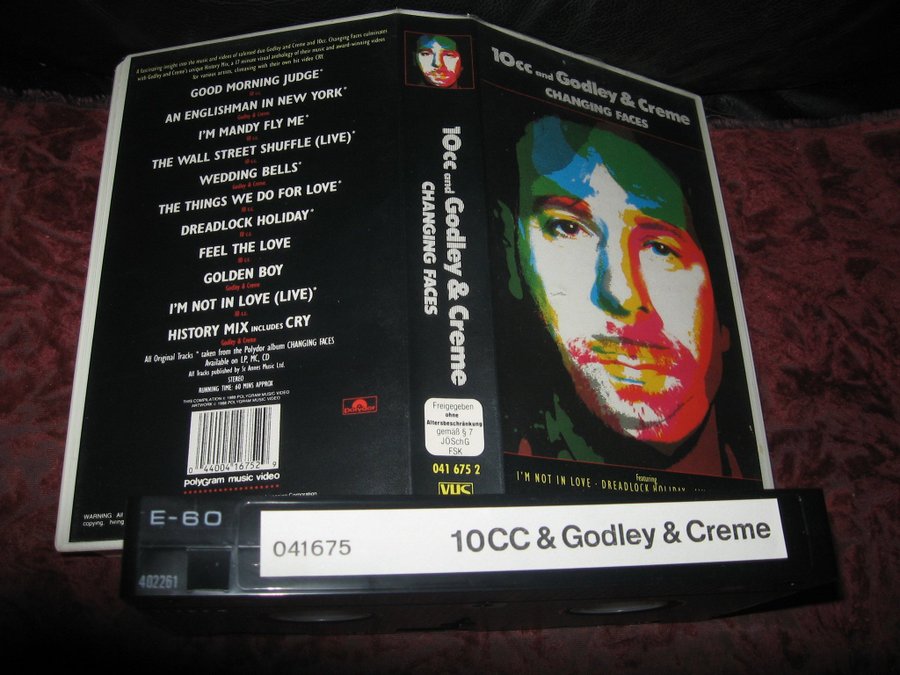 A fascinating insight into the music and videos of talented duo Godley and Creme and 10cc. Changing Faces culminates
with Godley and Creme's unique History Mix, a 17 minute visual anthology of their music and award-winning videos
for various artists, climaxing with their own hit video CRY.
GOOD MORNING JUDGE*
10 c.c.
AN ENGLISHMAN IN NEW YORK*
Godley & Creme
I'M MANDY FLY ME*
10 c.c.
THE WALL STREET SHUFFLE (LIVE)
10 c.c.
WEDDING BELLS*
Godley & Creme
THE THINGS WE DO FOR LOVE*
10 c.c.
DREADLOCK HOLIDAY*
10 c.c.
FEEL THE LOVE
10 c.c.
GOLDEN BOY
Godley & Creme
I'M NOT IN LOVE (LIVE)*
10 c.c.
HISTORY MIX INCLUDES CRY
Godley & Creme
All Original Tracks * taken from the Polydor album CHANGING FACES
Available on LP, MC, CD
All Tracks published by St Annes Music Ltd.
STEREO
RUNNING TIME: 60 MINS APPROX
THIS COMPILATION © 1988 POLYGRAM MUSIC VIDEO
ARTWORK © 1988 POLYGRAM MUSIC VIDEO
Polydor
0 44004 16752 9
polyGram music video
Corporation
WARNING All
copying, hiring
10cc and Godley & Creme
CHANGING FACES
Freigegeben
ohne
Altersbeschränkung
gemäß § 7
JÖSchG
FSK
041 675 2
VHS
10cc and Godley & Creme
CHANGING FACES
Featuring
I'M NOT IN LOVE · DREADLOCK HOLIDAY
E-60
402261
041675
10CC & Godley & Creme